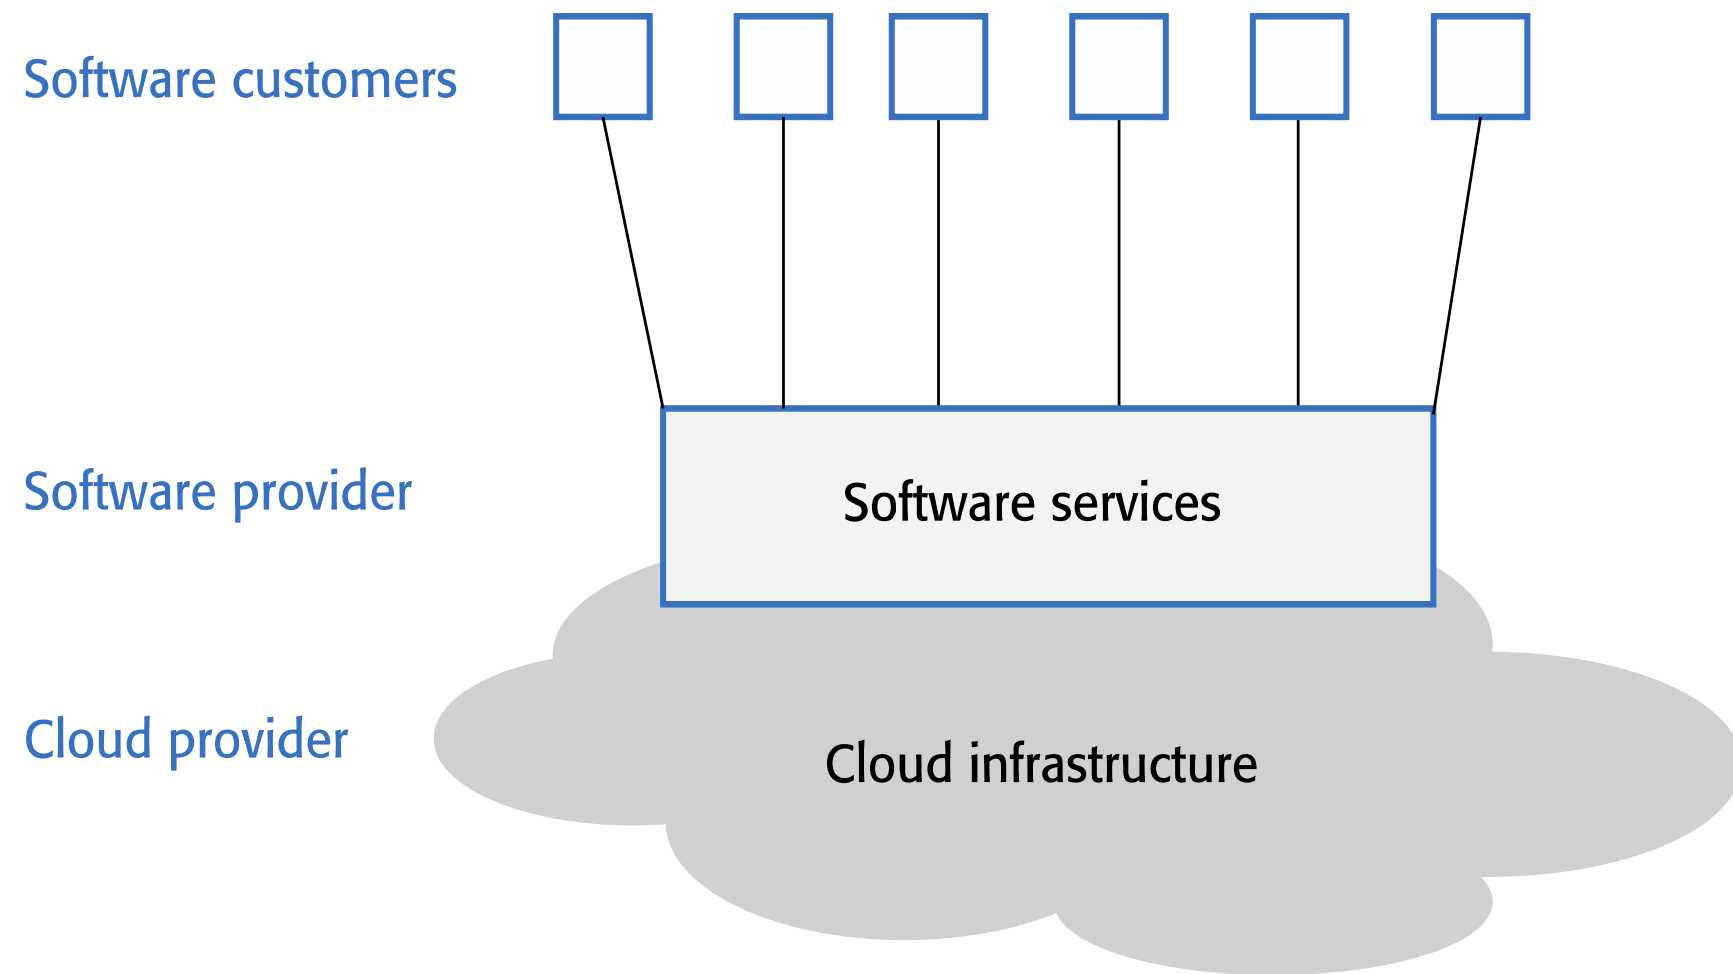 Software customers
Software provider
Software services
Cloud provider
Cloud infrastructure